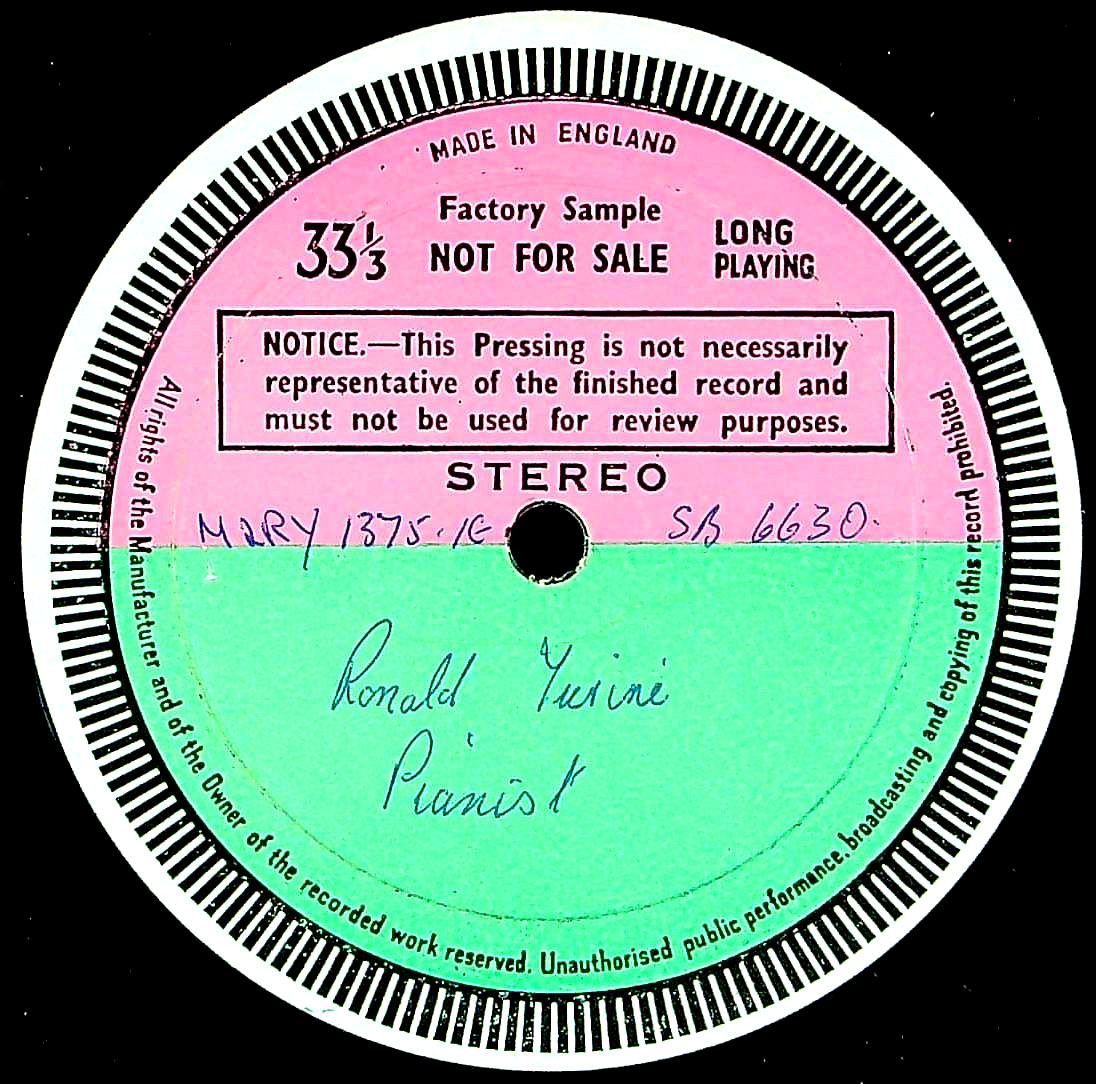 MADE IN ENGLAND
Factory Sample
33⅓ NOT FOR SALE LONG PLAYING
NOTICE.—This Pressing is not necessarily
representative of the finished record and
must not be used for review purposes.
STEREO
MQRY 1375·1E SB 6630.
Ronald Turini
Pianist
All rights of the Manufacturer and of the Owner of the recorded work reserved. Unauthorised public performance, broadcasting and copying of this record prohibited.